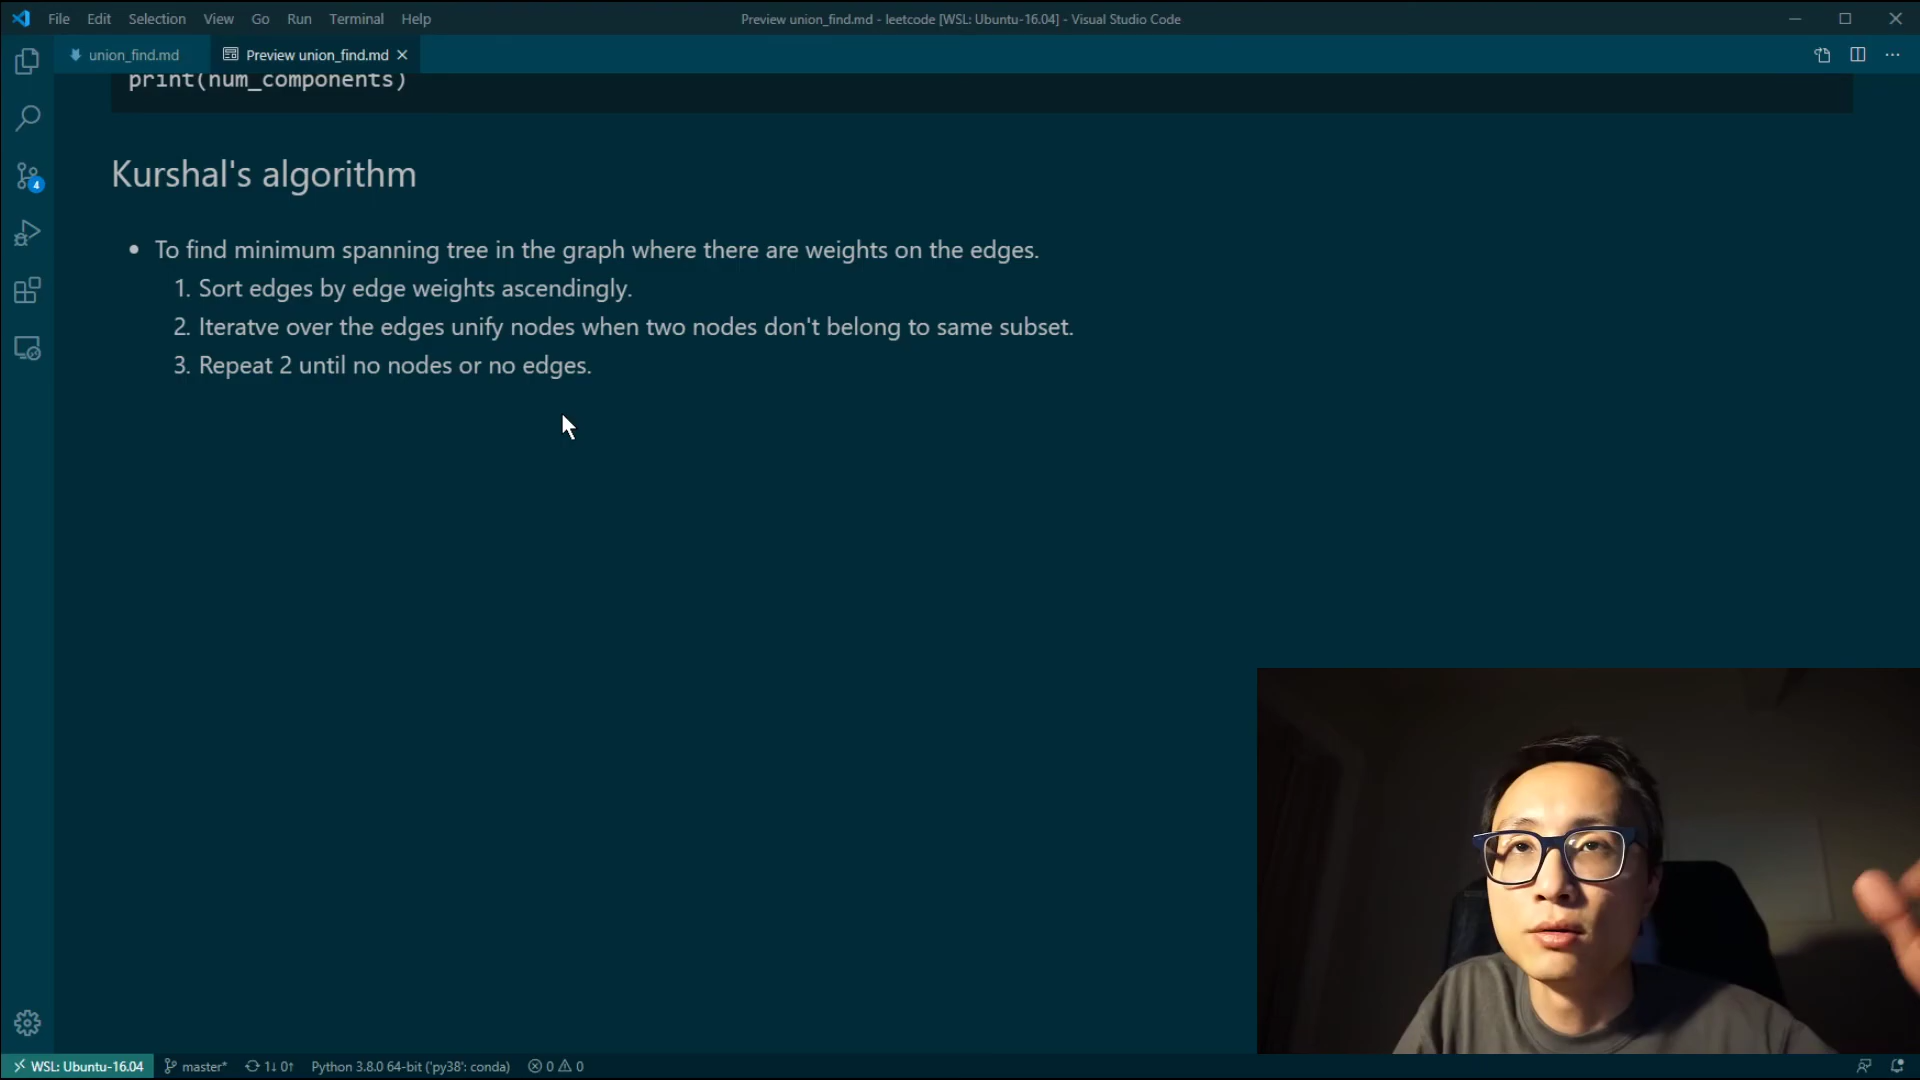 File Edit Selection View Go Run Terminal Help
Preview union_find.md - leetcode [WSL: Ubuntu-16.04] - Visual Studio Code
union_find.md
Preview union_find.md
print(num_components)
Kurshal's algorithm
To find minimum spanning tree in the graph where there are weights on the edges.
1. Sort edges by edge weights ascendingly.
2. Iteratve over the edges unify nodes when two nodes don't belong to same subset.
3. Repeat 2 until no nodes or no edges.
4
WSL: Ubuntu-16.04 master* 1↓ 0↑ Python 3.8.0 64-bit ('py38': conda) 0 0